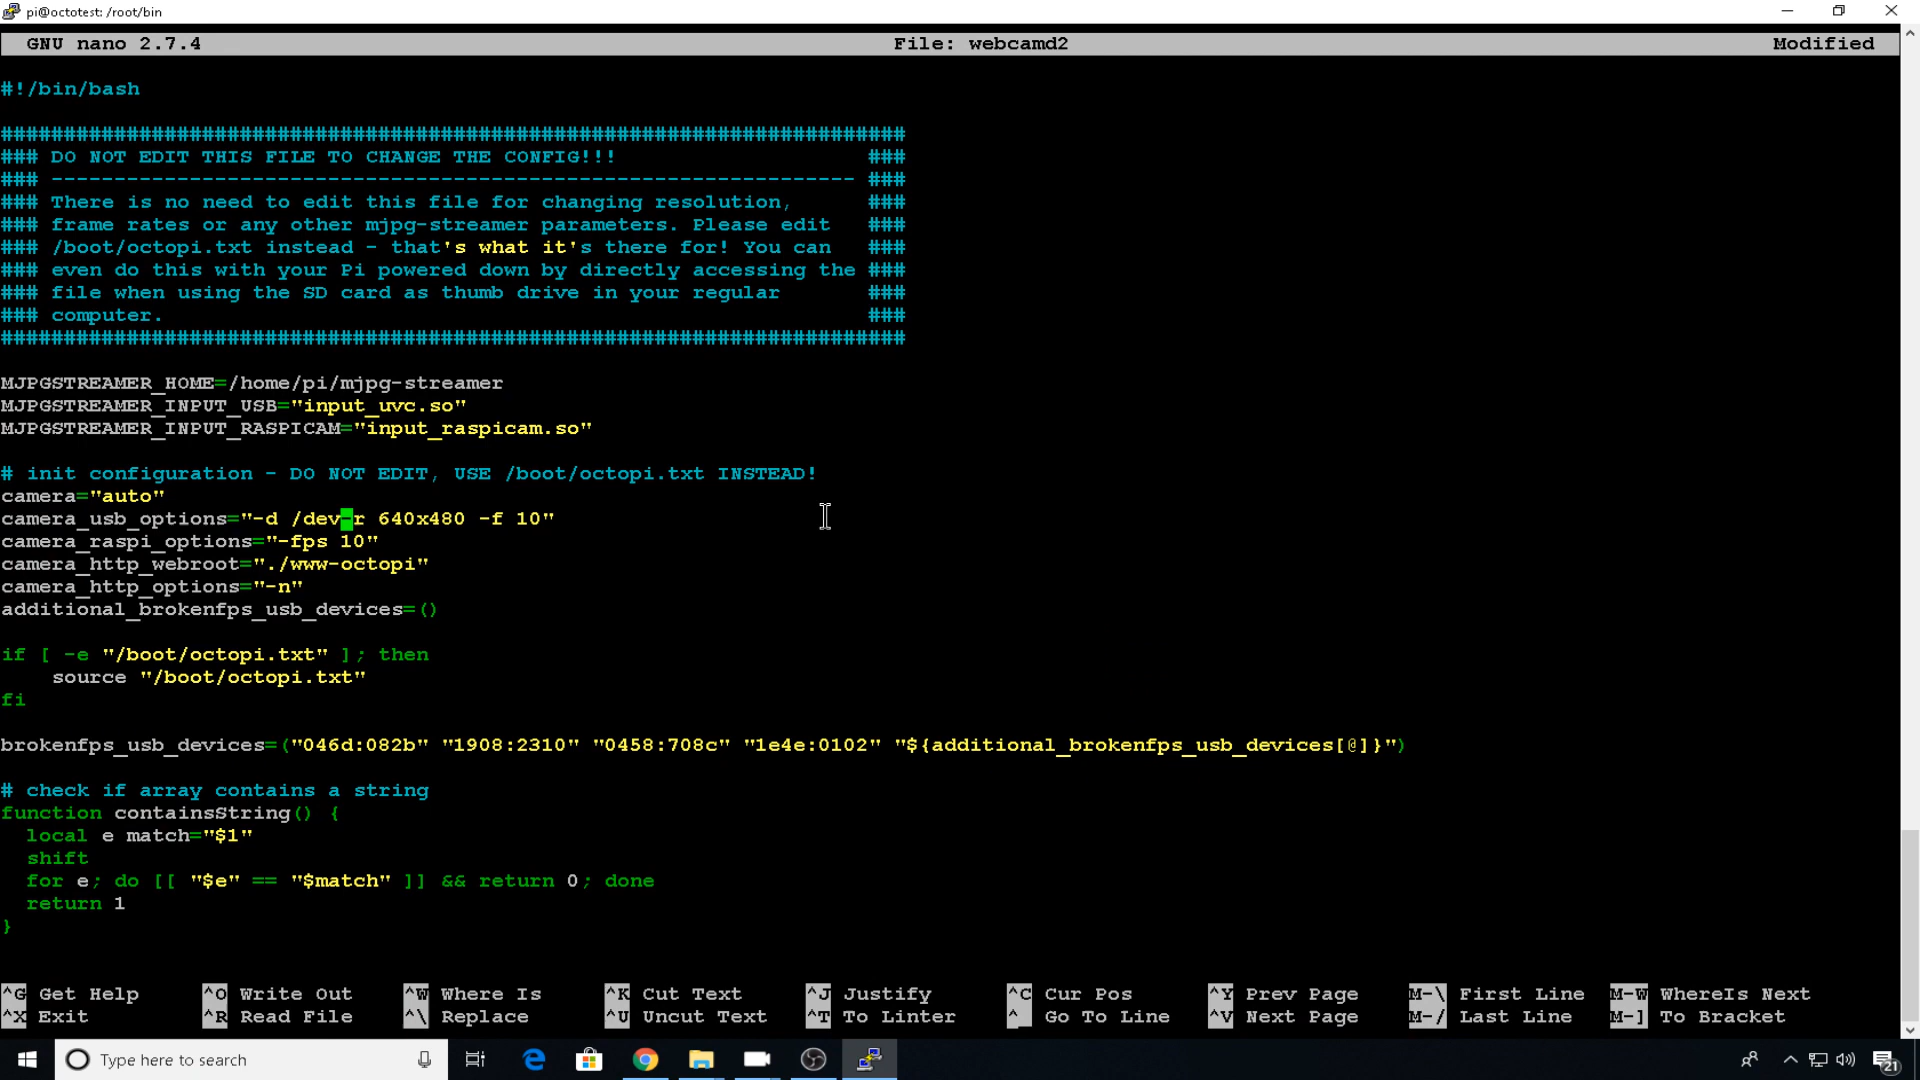 pi@octotest: /root/bin
GNU nano 2.7.4 File: webcamd2 Modified
#!/bin/bash
########################################################################
### DO NOT EDIT THIS FILE TO CHANGE THE CONFIG!!! ###
### ---------------------------------------------------------------- ###
### There is no need to edit this file for changing resolution, ###
### frame rates or any other mjpg-streamer parameters. Please edit ###
### /boot/octopi.txt instead - that's what it's there for! You can ###
### even do this with your Pi powered down by directly accessing the ###
### file when using the SD card as thumb drive in your regular ###
### computer. ###
########################################################################
MJPGSTREAMER_HOME=/home/pi/mjpg-streamer
MJPGSTREAMER_INPUT_USB="input_uvc.so"
MJPGSTREAMER_INPUT_RASPICAM="input_raspicam.so"
# init configuration - DO NOT EDIT, USE /boot/octopi.txt INSTEAD!
camera="auto"
camera_usb_options="-d /dev-r 640x480 -f 10"
camera_raspi_options="-fps 10"
camera_http_webroot="./www-octopi"
camera_http_options="-n"
additional_brokenfps_usb_devices=()
if [ -e "/boot/octopi.txt" ]; then
source "/boot/octopi.txt"
fi
brokenfps_usb_devices=("046d:082b" "1908:2310" "0458:708c" "1e4e:0102" "${additional_brokenfps_usb_devices[@]}")
# check if array contains a string
function containsString() {
local e match="$1"
shift
for e; do [[ "$e" == "$match" ]] && return 0; done
return 1
}
^G Get Help ^O Write Out ^W Where Is ^K Cut Text ^J Justify ^C Cur Pos ^Y Prev Page M-\ First Line M-W WhereIs Next
^X Exit ^R Read File ^\ Replace ^U Uncut Text ^T To Linter ^_ Go To Line ^V Next Page M-/ Last Line M-] To Bracket
Type here to search
21